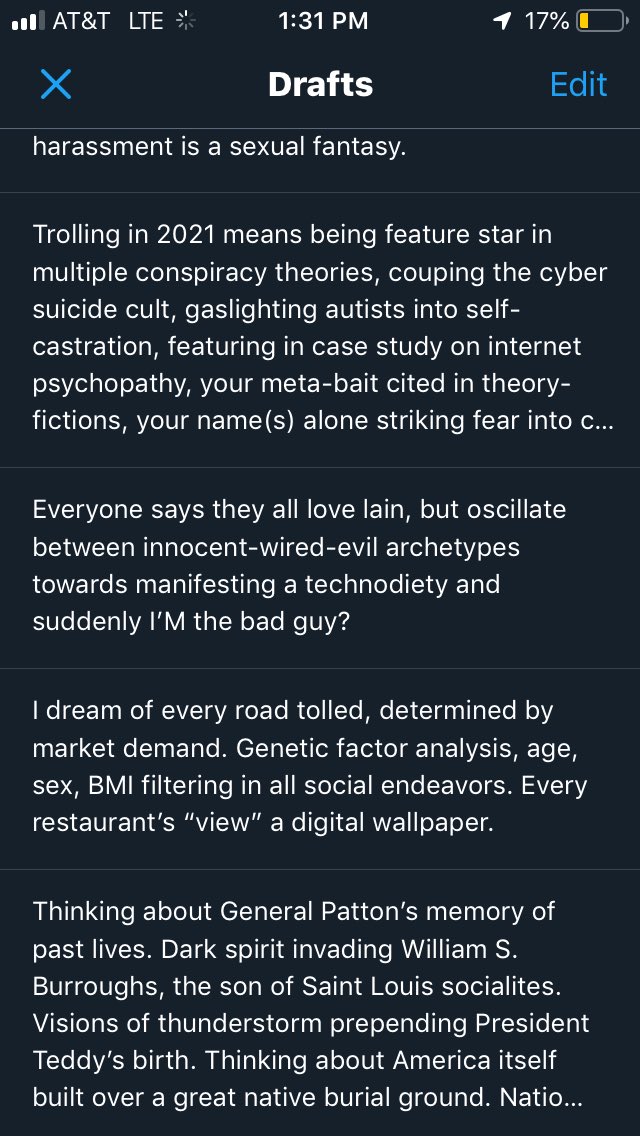 AT&T LTE 1:31 PM 17%
Drafts Edit
harassment is a sexual fantasy.
Trolling in 2021 means being feature star in
multiple conspiracy theories, couping the cyber
suicide cult, gaslighting autists into self-
castration, featuring in case study on internet
psychopathy, your meta-bait cited in theory-
fictions, your name(s) alone striking fear into c...
Everyone says they all love lain, but oscillate
between innocent-wired-evil archetypes
towards manifesting a technodiety and
suddenly I’M the bad guy?
I dream of every road tolled, determined by
market demand. Genetic factor analysis, age,
sex, BMI filtering in all social endeavors. Every
restaurant’s “view” a digital wallpaper.
Thinking about General Patton’s memory of
past lives. Dark spirit invading William S.
Burroughs, the son of Saint Louis socialites.
Visions of thunderstorm prepending President
Teddy’s birth. Thinking about America itself
built over a great native burial ground. Natio...